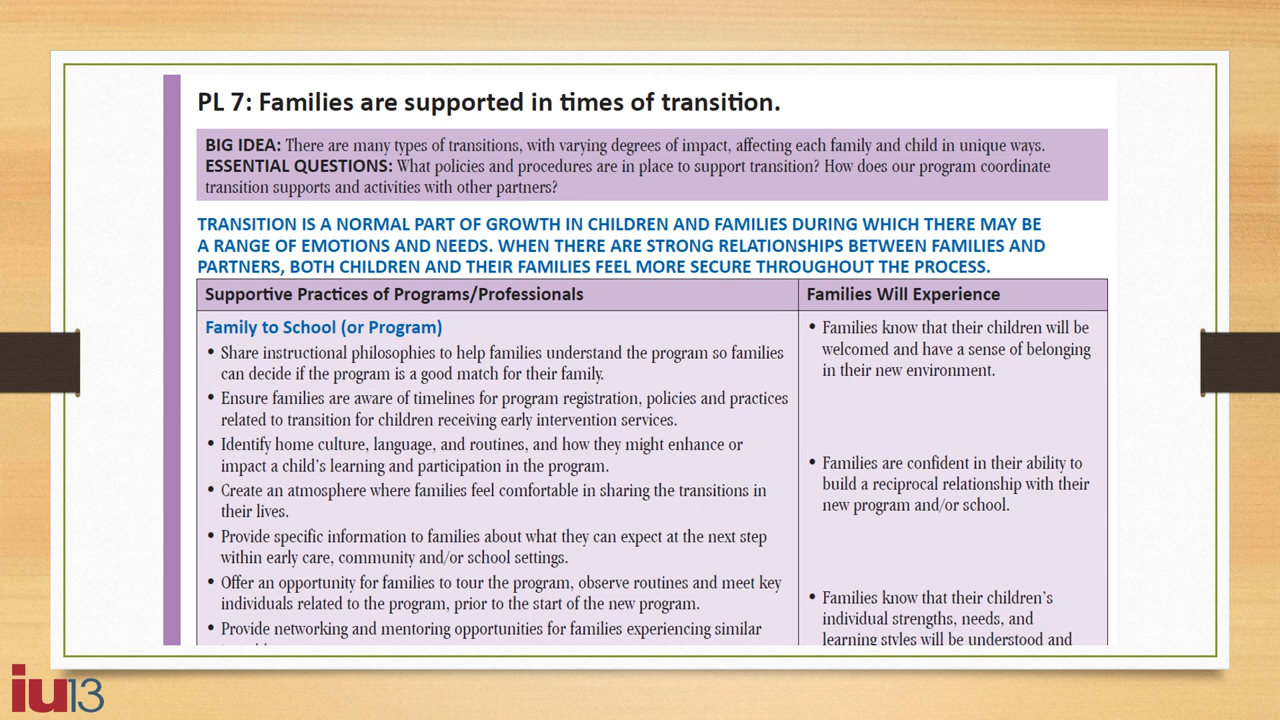 PL 7: Families are supported in times of transition.
BIG IDEA: There are many types of transitions, with varying degrees of impact, affecting each family and child in unique ways.
ESSENTIAL QUESTIONS: What policies and procedures are in place to support transition? How does our program coordinate
transition supports and activities with other partners?
TRANSITION IS A NORMAL PART OF GROWTH IN CHILDREN AND FAMILIES DURING WHICH THERE MAY BE
A RANGE OF EMOTIONS AND NEEDS. WHEN THERE ARE STRONG RELATIONSHIPS BETWEEN FAMILIES AND
PARTNERS, BOTH CHILDREN AND THEIR FAMILIES FEEL MORE SECURE THROUGHOUT THE PROCESS.
Supportive Practices of Programs/Professionals
Family to School (or Program)
• Share instructional philosophies to help families understand the program so families
can decide if the program is a good match for their family.
• Ensure families are aware of timelines for program registration, policies and practices
related to transition for children receiving early intervention services.
• Identify home culture, language, and routines, and how they might enhance or
impact a child's learning and participation in the program.
• Create an atmosphere where families feel comfortable in sharing the transitions in
their lives.
• Provide specific information to families about what they can expect at the next step
within early care, community and/or school settings.
• Offer an opportunity for families to tour the program, observe routines and meet key
individuals related to the program, prior to the start of the new program.
• Provide networking and mentoring opportunities for families experiencing similar
Families Will Experience
• Families know that their children will be
welcomed and have a sense of belonging
in their new environment.
• Families are confident in their ability to
build a reciprocal relationship with their
new program and/or school.
• Families know that their children's
individual strengths, needs, and
learning styles will be understood and
iu13